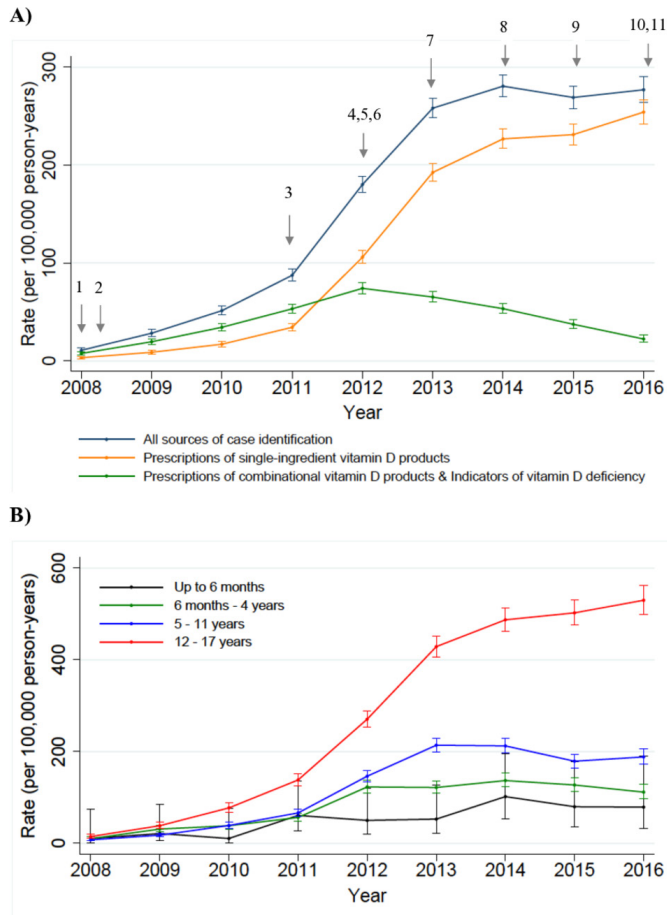 A)
10,11
7
8
9
300
4,5,6
Rate (per 100,000 person-years)
200
3
100
1
2
0
2008 2009 2010 2011 2012 2013 2014 2015 2016
Year
All sources of case identification
Prescriptions of single-ingredient vitamin D products
Prescriptions of combinational vitamin D products & Indicators of vitamin D deficiency
B)
600
Up to 6 months
6 months - 4 years
5 - 11 years
12 - 17 years
Rate (per 100,000 person-years)
400
200
0
2008 2009 2010 2011 2012 2013 2014 2015 2016
Year